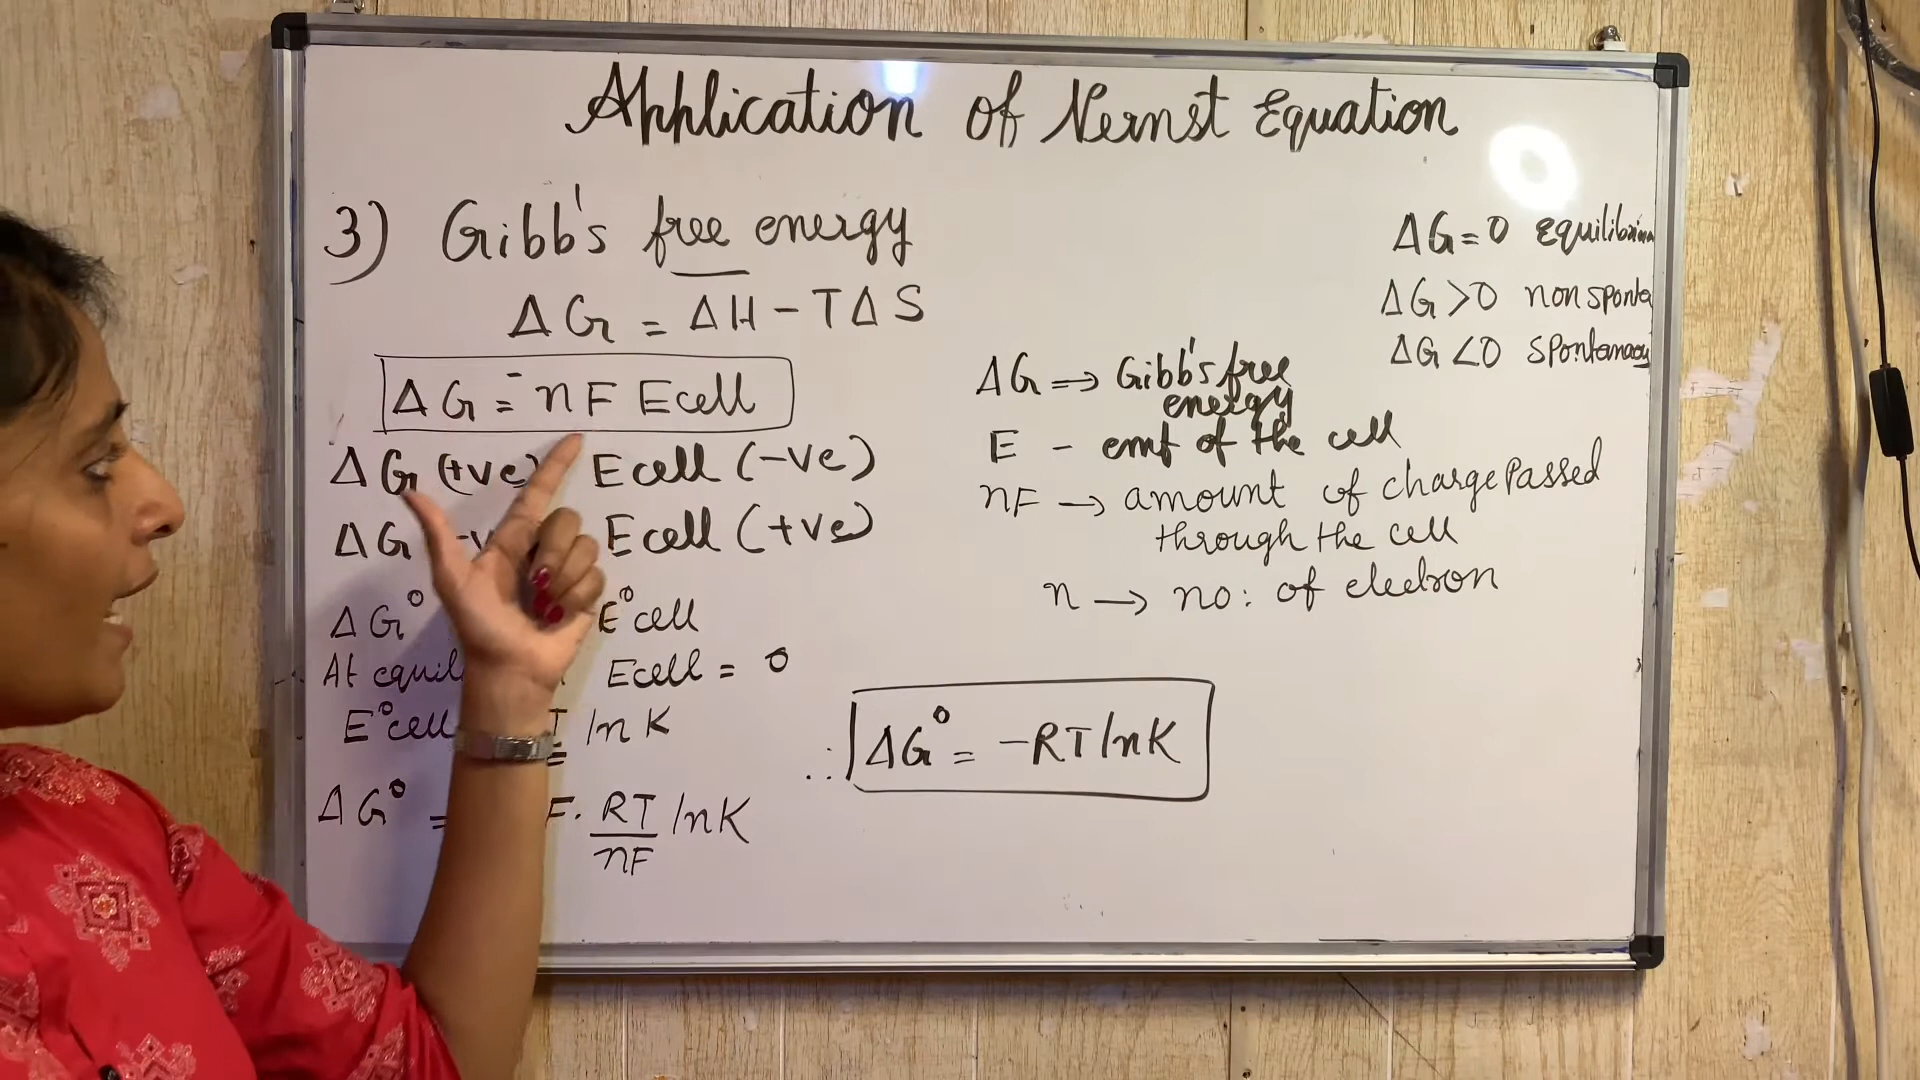 Application of Nernst Equation
3) Gibb's free energy
ΔG = ΔH - TΔS
ΔG = - nF Ecell
ΔG (+ve) Ecell (-ve)
ΔG -v Ecell (+ve)
ΔG° E°cell
At equil Ecell = 0
E°cell T ln K
ΔG° = F. RT/nF ln K
ΔG = 0 equilibrium
ΔG > 0 non sponta
ΔG < 0 spontaneous
ΔG ⟹ Gibb's free
energy
E - emf of the cell
nF → amount of charge Passed
through the cell
n → no: of electron
∴ ΔG° = -RT ln K